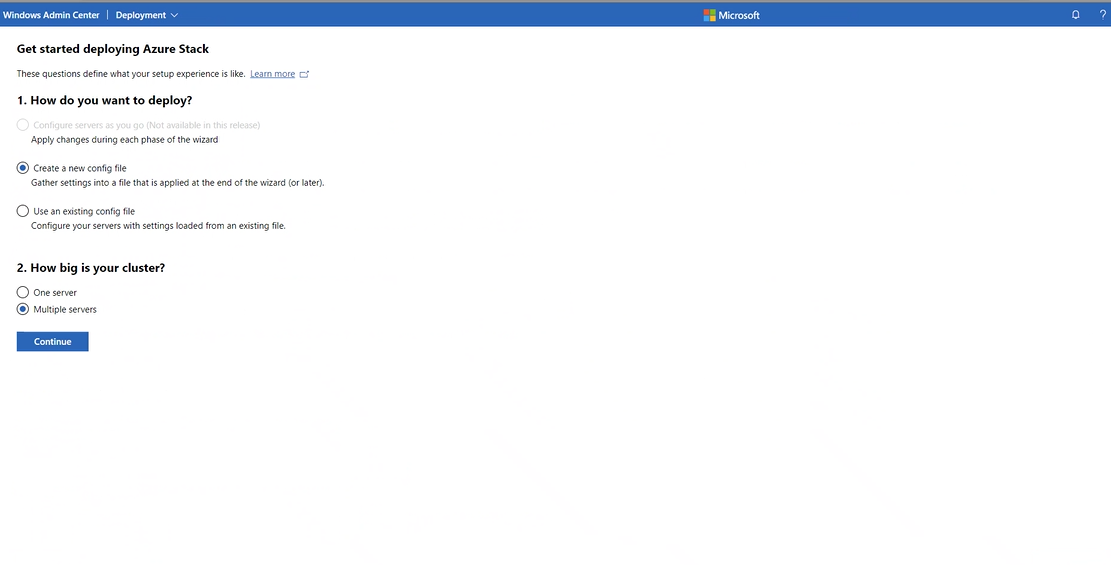 Windows Admin Center | Deployment
Microsoft
?
Get started deploying Azure Stack
These questions define what your setup experience is like. Learn more
1. How do you want to deploy?
Configure servers as you go (Not available in this release)
Apply changes during each phase of the wizard
Create a new config file
Gather settings into a file that is applied at the end of the wizard (or later).
Use an existing config file
Configure your servers with settings loaded from an existing file.
2. How big is your cluster?
One server
Multiple servers
Continue